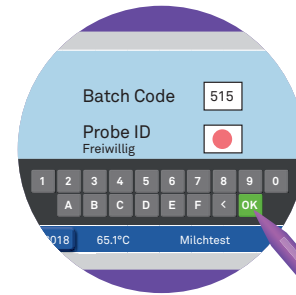 Batch Code 515
Probe ID
Freiwillig
1 2 3 4 5 6 7 8 9 0
A B C D E F < OK
018 65.1°C Milchtest